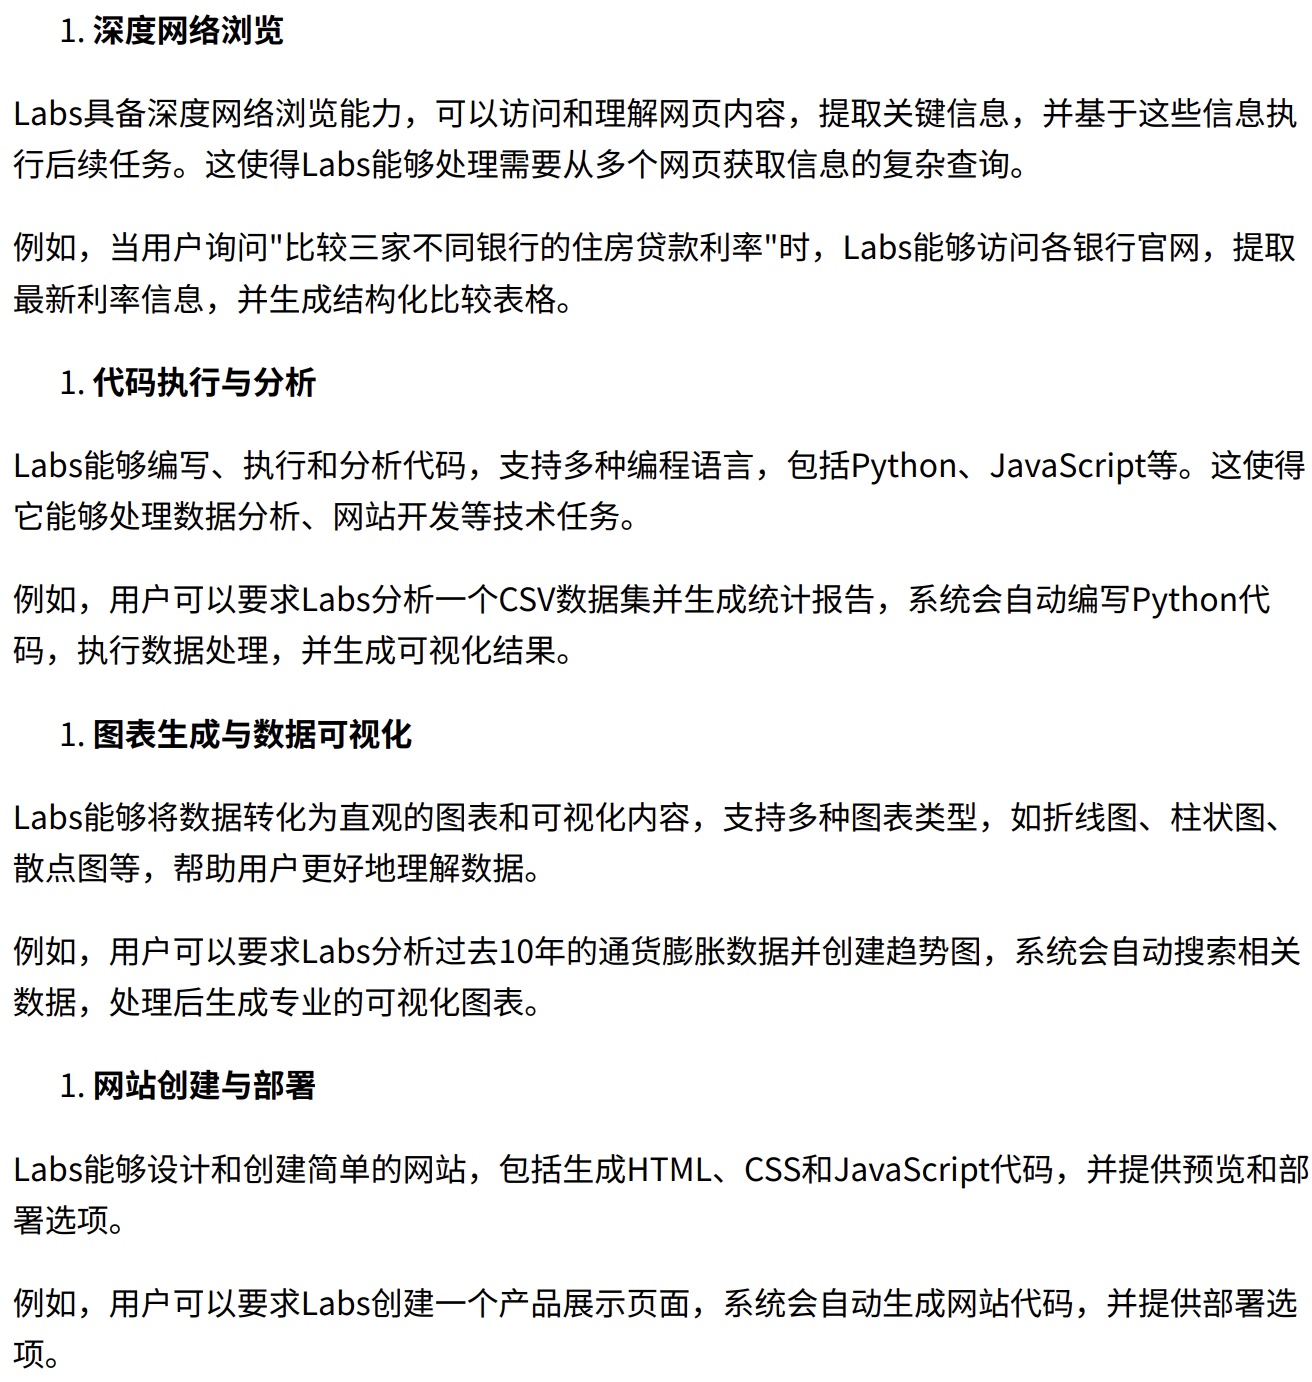 1. 深度网络浏览
Labs具备深度网络浏览能力，可以访问和理解网页内容，提取关键信息，并基于这些信息执
行后续任务。这使得Labs能够处理需要从多个网页获取信息的复杂查询。
例如，当用户询问"比较三家不同银行的住房贷款利率"时，Labs能够访问各银行官网，提取
最新利率信息，并生成结构化比较表格。
1. 代码执行与分析
Labs能够编写、执行和分析代码，支持多种编程语言，包括Python、JavaScript等。这使得
它能够处理数据分析、网站开发等技术任务。
例如，用户可以要求Labs分析一个CSV数据集并生成统计报告，系统会自动编写Python代
码，执行数据处理，并生成可视化结果。
1. 图表生成与数据可视化
Labs能够将数据转化为直观的图表和可视化内容，支持多种图表类型，如折线图、柱状图、
散点图等，帮助用户更好地理解数据。
例如，用户可以要求Labs分析过去10年的通货膨胀数据并创建趋势图，系统会自动搜索相关
数据，处理后生成专业的可视化图表。
1. 网站创建与部署
Labs能够设计和创建简单的网站，包括生成HTML、CSS和JavaScript代码，并提供预览和部
署选项。
例如，用户可以要求Labs创建一个产品展示页面，系统会自动生成网站代码，并提供部署选
项。